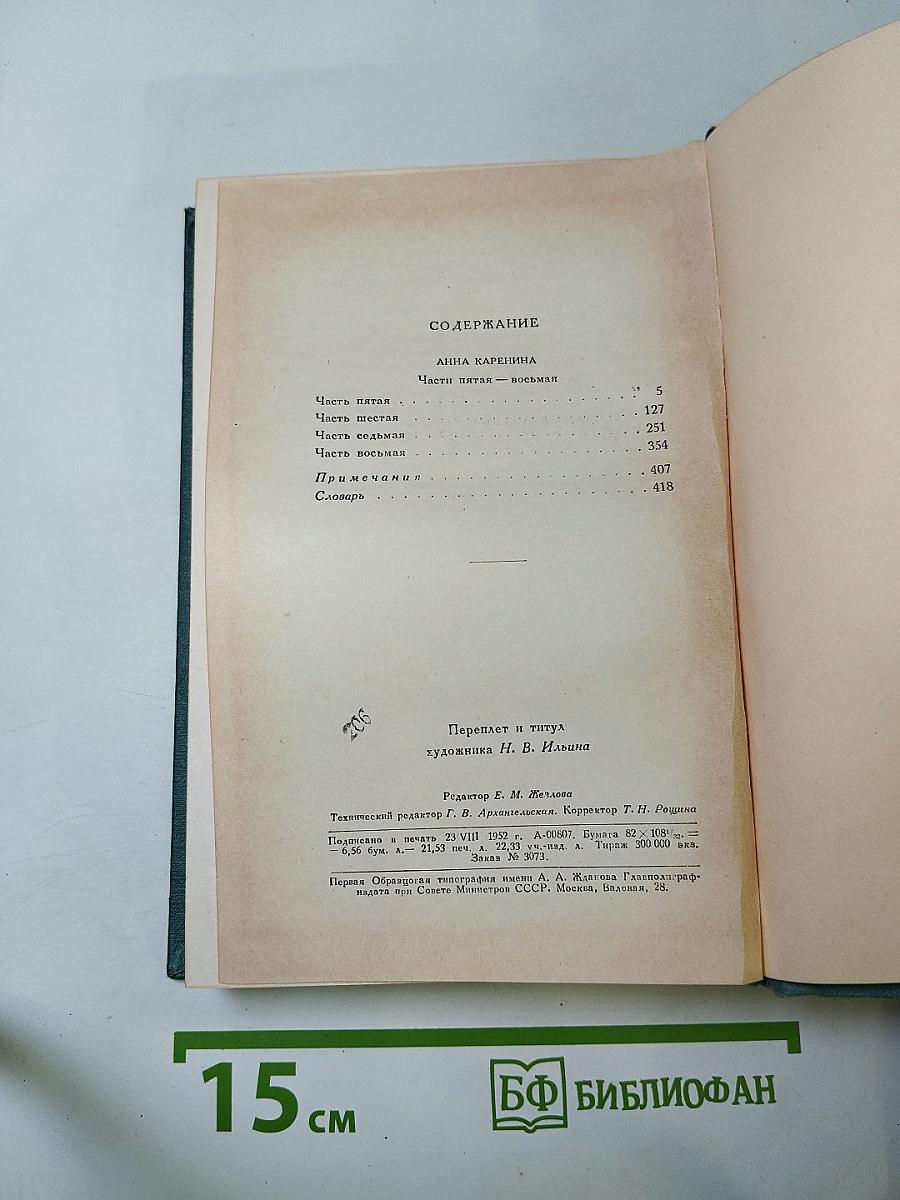 СОДЕРЖАНИЕ
АННА КАРЕНИНА
Части пятая — восьмая
Часть пятая . . . . . . . . . . . . . . . . 5
Часть шестая . . . . . . . . . . . . . . . 127
Часть седьмая . . . . . . . . . . . . . . . 251
Часть восьмая . . . . . . . . . . . . . . . 354
Примечания . . . . . . . . . . . . . . . 407
Словарь . . . . . . . . . . . . . . . . . 418
206
Переплет и титул
художника Н. В. Ильина
Редактор Е. М. Жезлова
Технический редактор Г. В. Архангельская. Корректор Т. Н. Рощина
Подписано в печать 23/VIII 1952 г. А-00807. Бумага 82×108 1/32. =
— 6,56 бум. л.— 21,53 печ. л. 22,33 уч.-изд. л. Тираж 300 000 экз.
Заказ № 3073.
Первая Образцовая типография имени А. А. Жданова Главполиграф-
издата при Совете Министров СССР. Москва, Валовая, 28.
15 см
БФ БИБЛИОФАН